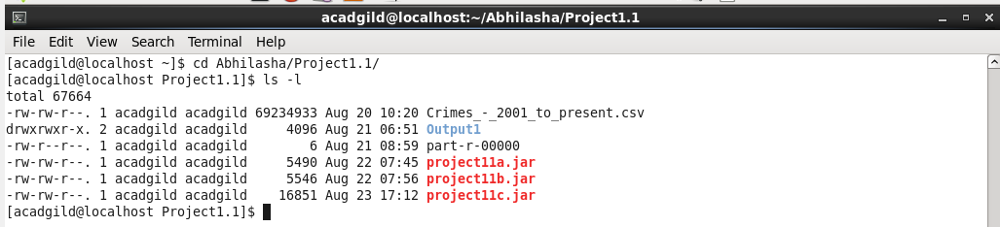 acadgild@localhost:~/Abhilasha/Project1.1
File Edit View Search Terminal Help
[acadgild@localhost ~]$ cd Abhilasha/Project1.1/
[acadgild@localhost Project1.1]$ ls -l
total 67664
-rw-rw-r--. 1 acadgild acadgild 69234933 Aug 20 10:20 Crimes_-_2001_to_present.csv
drwxrwxr-x. 2 acadgild acadgild     4096 Aug 21 06:51 Output1
-rw-r--r--. 1 acadgild acadgild        6 Aug 21 08:59 part-r-00000
-rw-rw-r--. 1 acadgild acadgild     5490 Aug 22 07:45 project11a.jar
-rw-rw-r--. 1 acadgild acadgild     5546 Aug 22 07:56 project11b.jar
-rw-rw-r--. 1 acadgild acadgild    16851 Aug 23 17:12 project11c.jar
[acadgild@localhost Project1.1]$